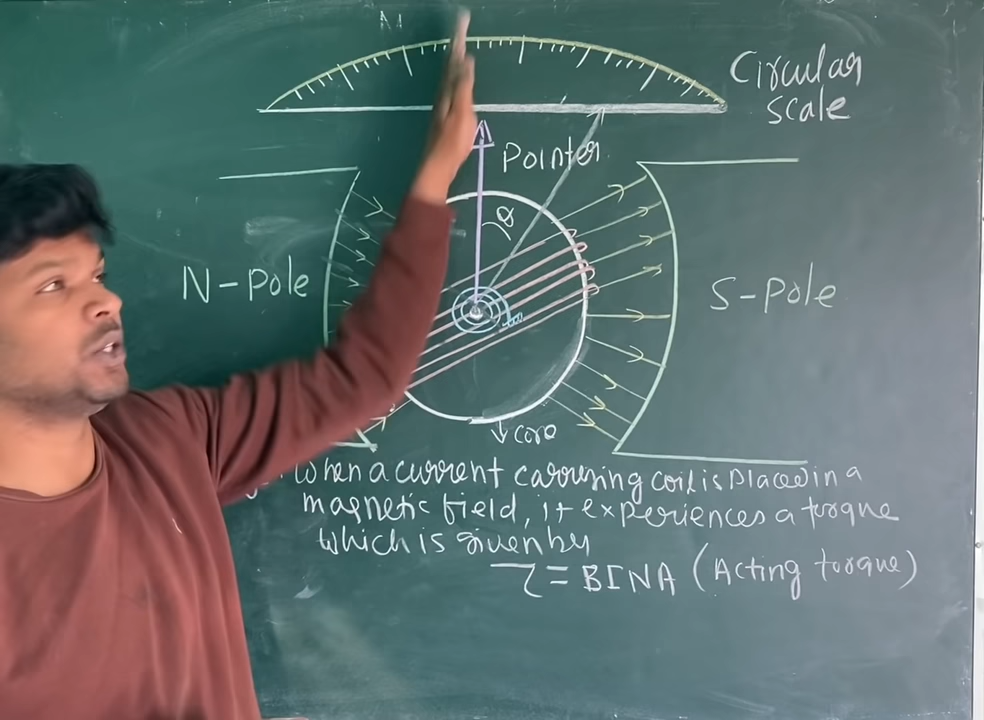 Circular
scale
Pointer
θ
N-Pole
S-Pole
core
When a current carrying coil is placed in a
magnetic field, it experiences a torque
which is given by
τ = BINA (Acting torque)